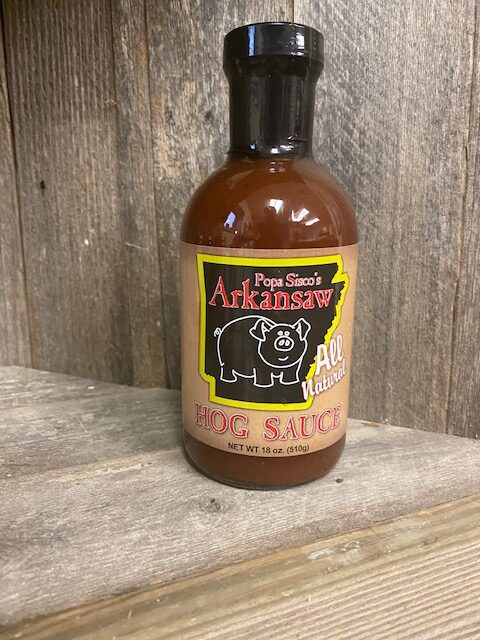 Popa Sisco's
Arkansaw
All
Natural
HOG SAUCE
NET WT 18 oz. (510g)